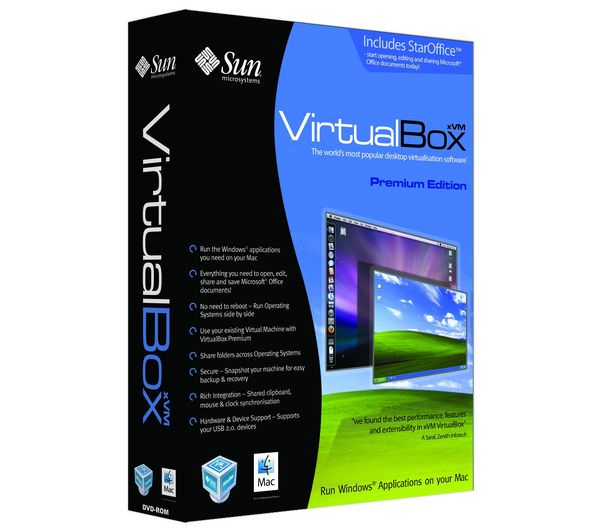 Sun
microsystems
VirtualBox
xVM
Mac
DVD-ROM
Sun
microsystems
Includes StarOffice™
- start opening, editing and sharing Microsoft®
Office documents today!
xVM
VirtualBox
The world's most popular desktop virtualisation software*
Premium Edition
Run the Windows® applications
you need on your Mac
Everything you need to open, edit,
share and save Microsoft® Office
documents!
No need to reboot – Run Operating
Systems side by side
Use your existing Virtual Machine with
VirtualBox Premium
Share folders across Operating Systems
Secure – Snapshot your machine for easy
backup & recovery
Rich Integration – Shared clipboard,
mouse & clock synchronisation
Hardware & Device Support – Supports
your USB 2.0. devices
"we found the best performance, features
and extensibility in xVM VirtualBox"
A Saraf, Zenith Infotech
Mac
Run Windows® Applications on your Mac